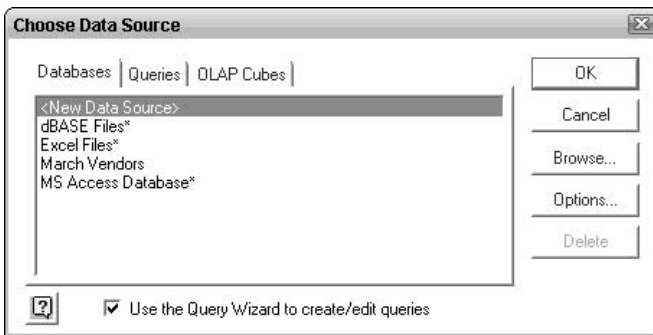 Choose Data Source
Databases Queries OLAP Cubes
<New Data Source>
dBASE Files*
Excel Files*
March Vendors
MS Access Database*
OK
Cancel
Browse...
Options...
Delete
? Use the Query Wizard to create/edit queries